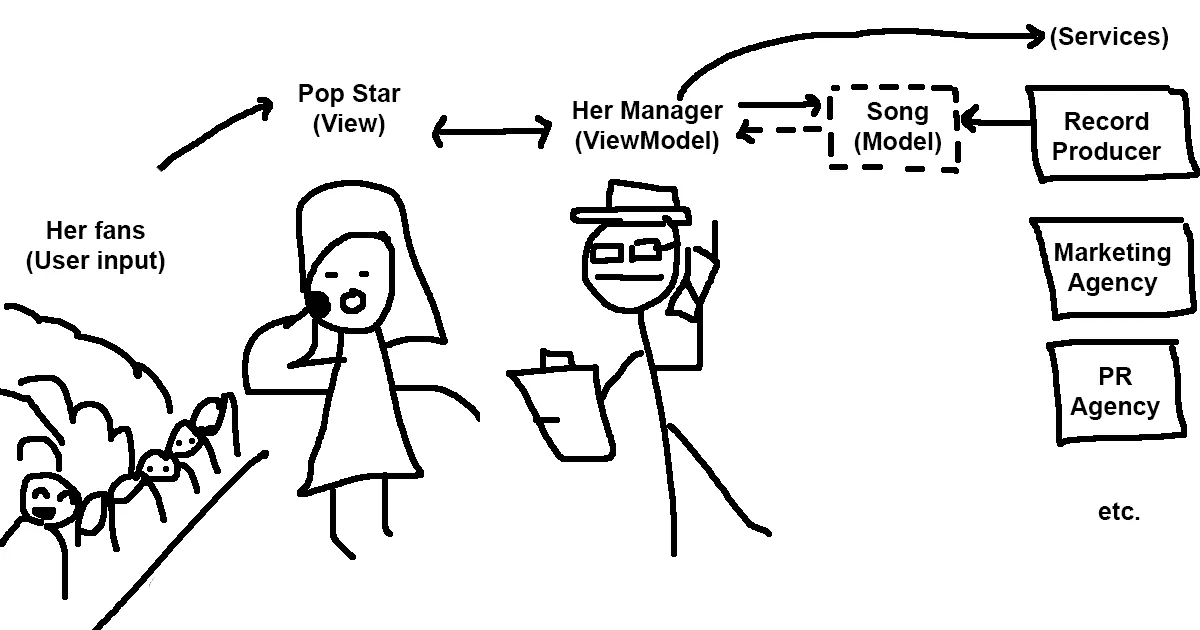 (Services)
Pop Star
(View)
Her Manager
(ViewModel)
Song
(Model)
Record
Producer
Her fans
(User input)
Marketing
Agency
PR
Agency
etc.